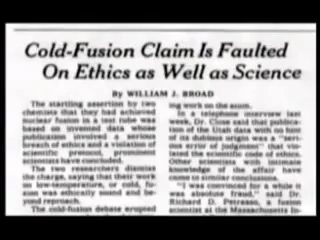 Cold-Fusion Claim Is Faulted
On Ethics as Well as Science
By WILLIAM J. BROAD
The startling assertion by two
chemists that they had achieved
nuclear fusion in a test tube was
based on invented data whose
publication involved a serious
breach of ethics and a violation of
scientific protocol, prominent
scientists have concluded.
The two researchers dismiss
the charge, saying that their work
on low-temperature, or cold, fu-
sion was ethically sound and be-
yond reproach.
The cold-fusion debate erupted
ing work on the atom.
In a telephone interview last
week, Dr. Close said that publica-
tion of the Utah data with no hint
of its dubious origin was a "seri-
ous error of judgment" that vio-
lated the scientific code of ethics.
Other scientists with intimate
knowledge of the affair have
come to similar conclusions.
"I was convinced for a while it
was absolute fraud," said Dr.
Richard D. Petrasso, a fusion
scientist at the Massachusetts In-